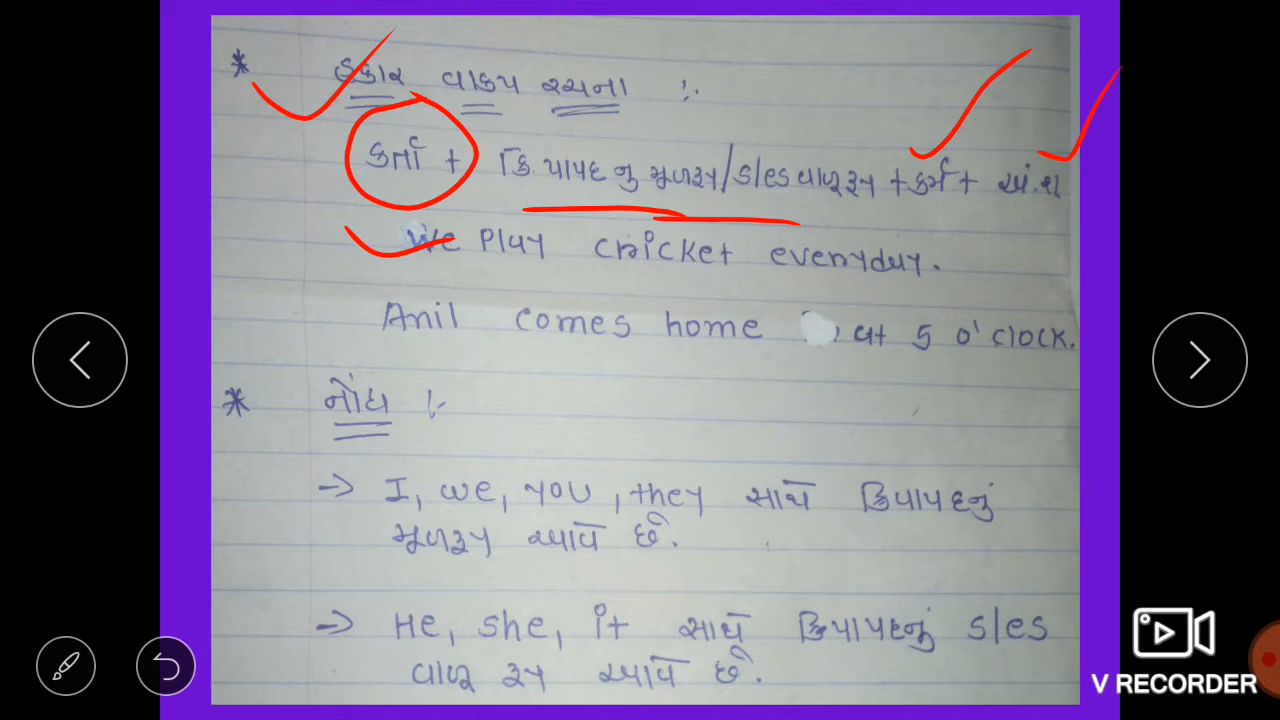 * હકાર વાક્ય રચના :-
કર્તા + ક્રિયાપદ નુ મૂળરૂપ/s/es વાળુ રૂપ + કર્મ + અં.શ
We Play cricket everyday.
Anil comes home at 5 o'clock.
* નોંધ :-
→ I, we, you, they સાથે ક્રિયાપદનું
મૂળરૂપ આવે છે.
→ He, she, it સાથે ક્રિયાપદનું s/es
વાળુ રૂપ આવે છે.
V RECORDER